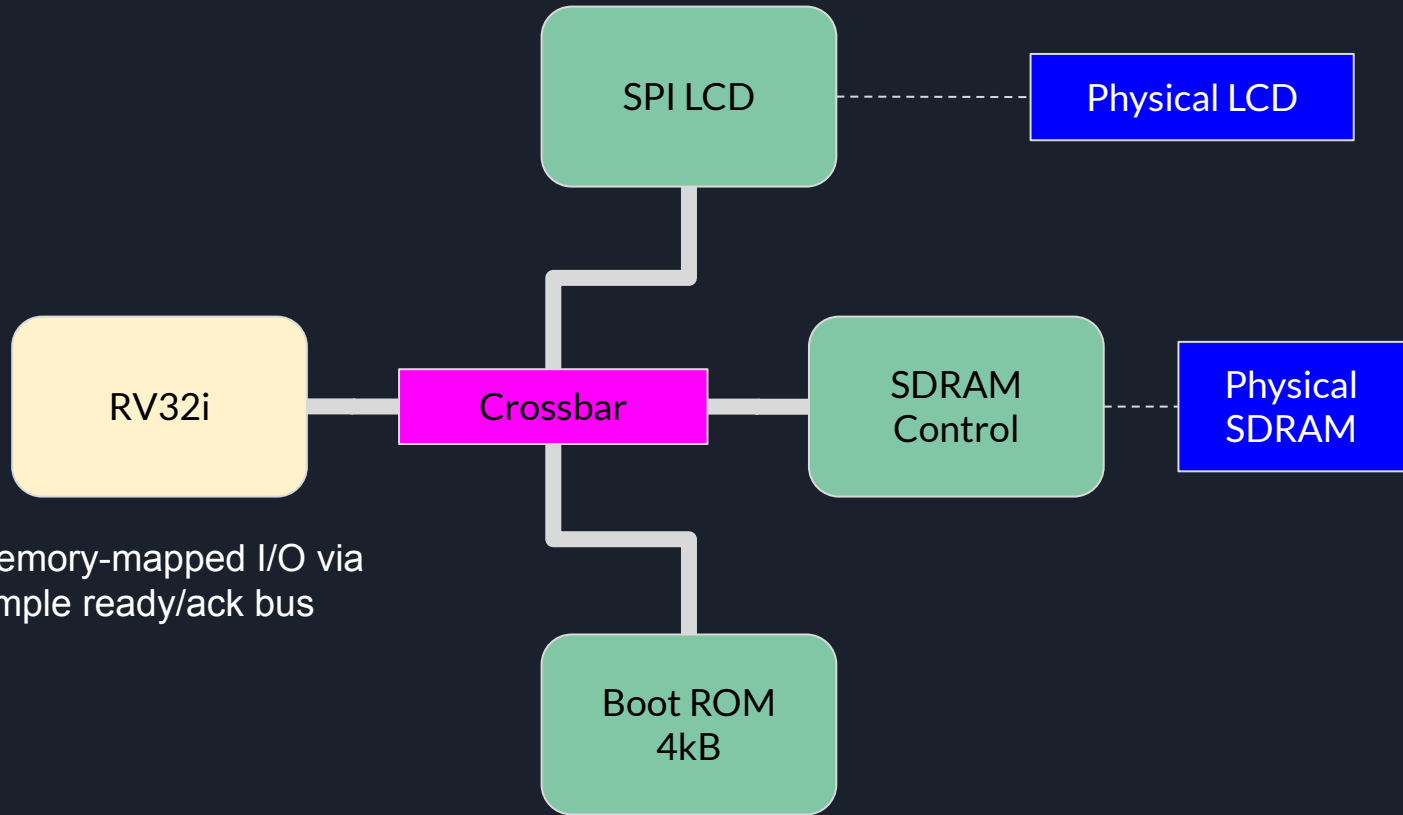 SPI LCD
Physical LCD
RV32i
Crossbar
SDRAM
Control
Physical
SDRAM
emory-mapped I/O via
mple ready/ack bus
Boot ROM
4kB